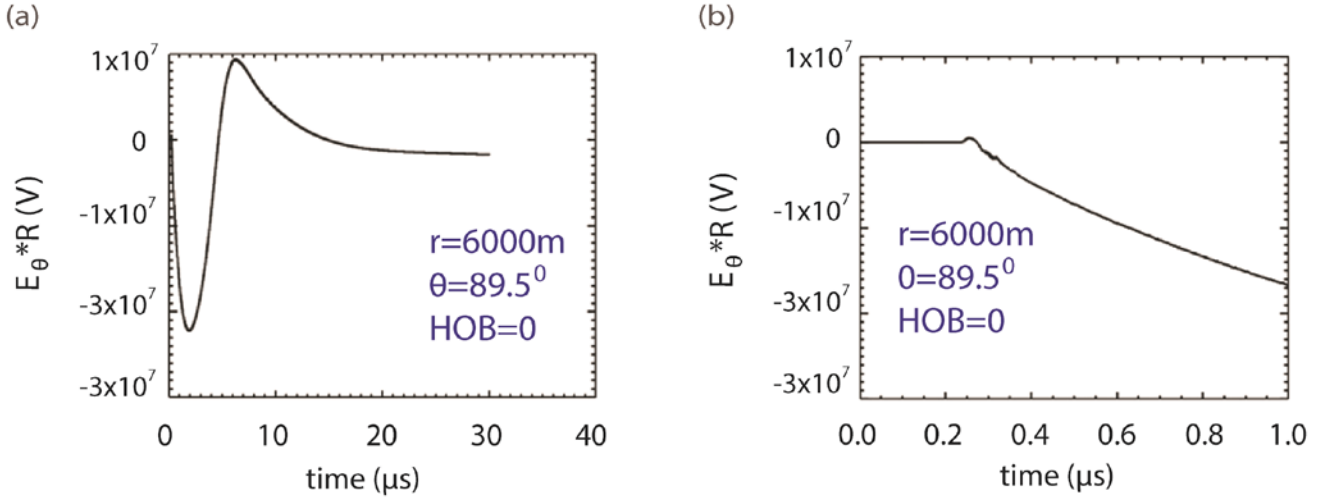 (a)
1x10⁷
0
-1x10⁷
-3x10⁷
-3x10⁷
E_θ*R (V)
r=6000m
θ=89.5⁰
HOB=0
0 10 20 30 40
time (μs)
(b)
1x10⁷
0
-1x10⁷
-3x10⁷
-3x10⁷
E_θ*R (V)
r=6000m
0=89.5⁰
HOB=0
0.0 0.2 0.4 0.6 0.8 1.0
time (μs)